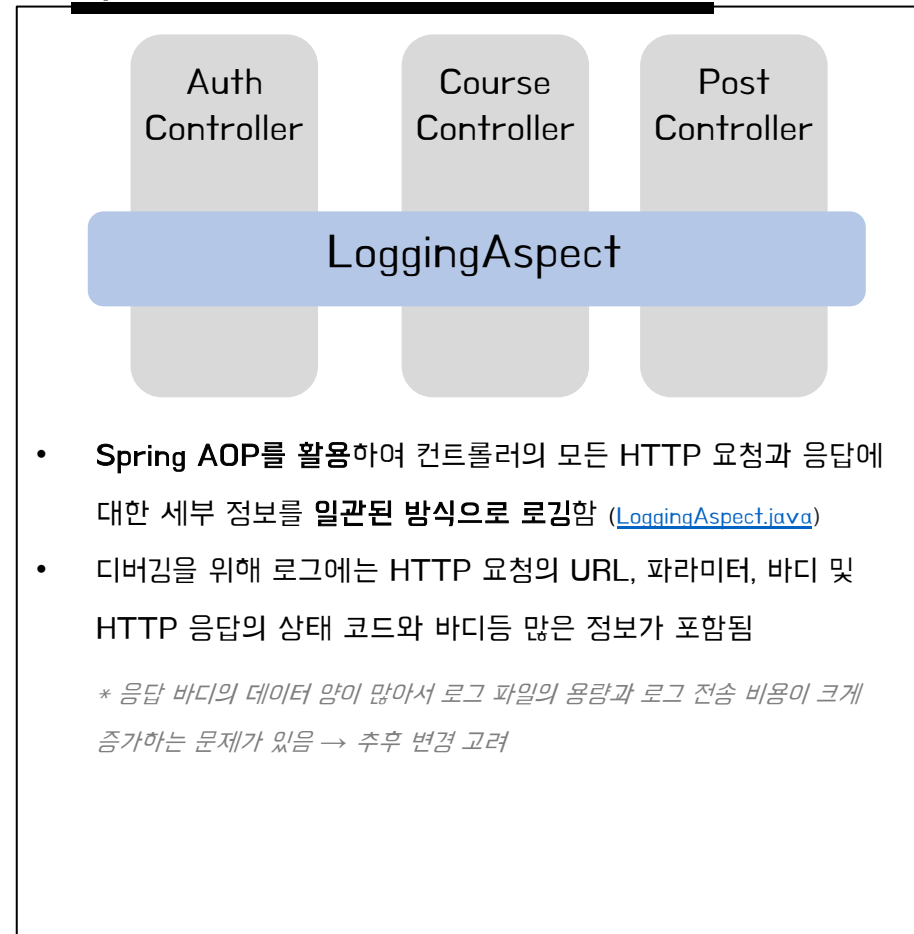 Auth
Controller
Course
Controller
Post
Controller
LoggingAspect
• Spring AOP를 활용하여 컨트롤러의 모든 HTTP 요청과 응답에
대한 세부 정보를 일관된 방식으로 로깅함 (LoggingAspect.java)
• 디버깅을 위해 로그에는 HTTP 요청의 URL, 파라미터, 바디 및
HTTP 응답의 상태 코드와 바디등 많은 정보가 포함됨
* 응답 바디의 데이터 양이 많아서 로그 파일의 용량과 로그 전송 비용이 크게
증가하는 문제가 있음 → 추후 변경 고려